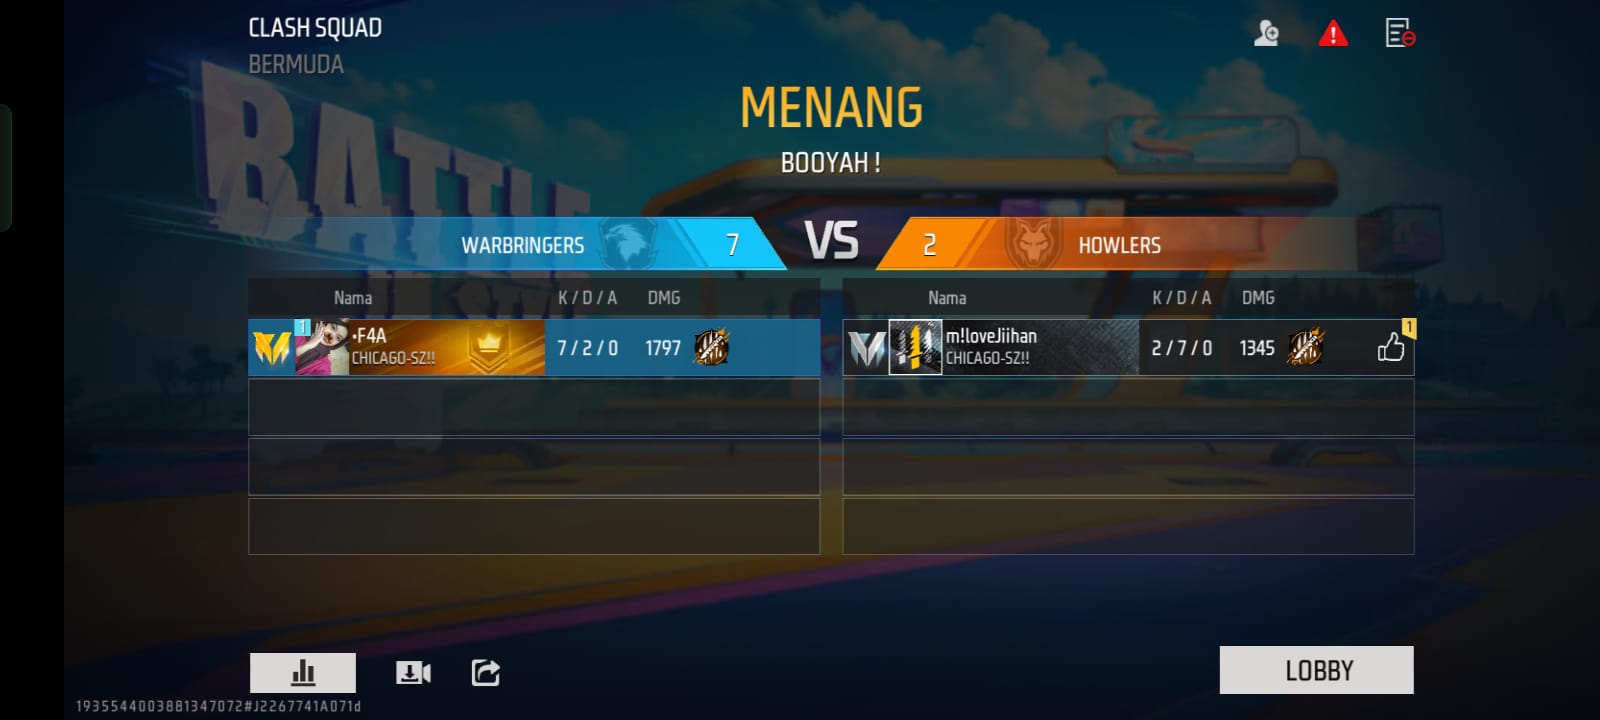 CLASH SQUAD
BERMUDA
MENANG
BOOYAH !
WARBRINGERS 7 VS 2 HOWLERS
Nama K / D / A DMG
1 •F4A
CHICAGO-SZ!! 7 / 2 / 0 1797
Nama K / D / A DMG
m!loveJiihan
CHICAGO-SZ!! 2 / 7 / 0 1345 1
LOBBY
1935544003881347072#J2267741A071d
BATTLE